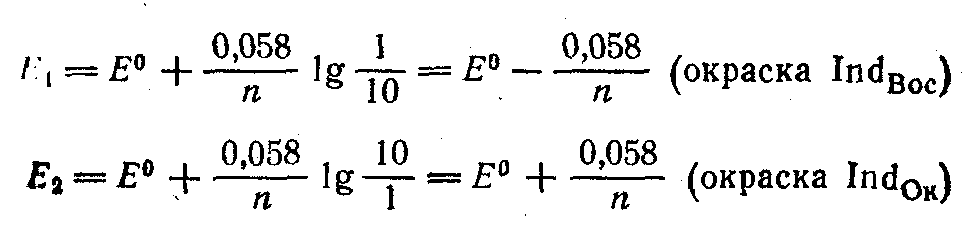 E₁ = E⁰ + 0,058/n lg 1/10 = E⁰ − 0,058/n (окраска Ind_Вос)
E₂ = E⁰ + 0,058/n lg 10/1 = E⁰ + 0,058/n (окраска Ind_Ок)